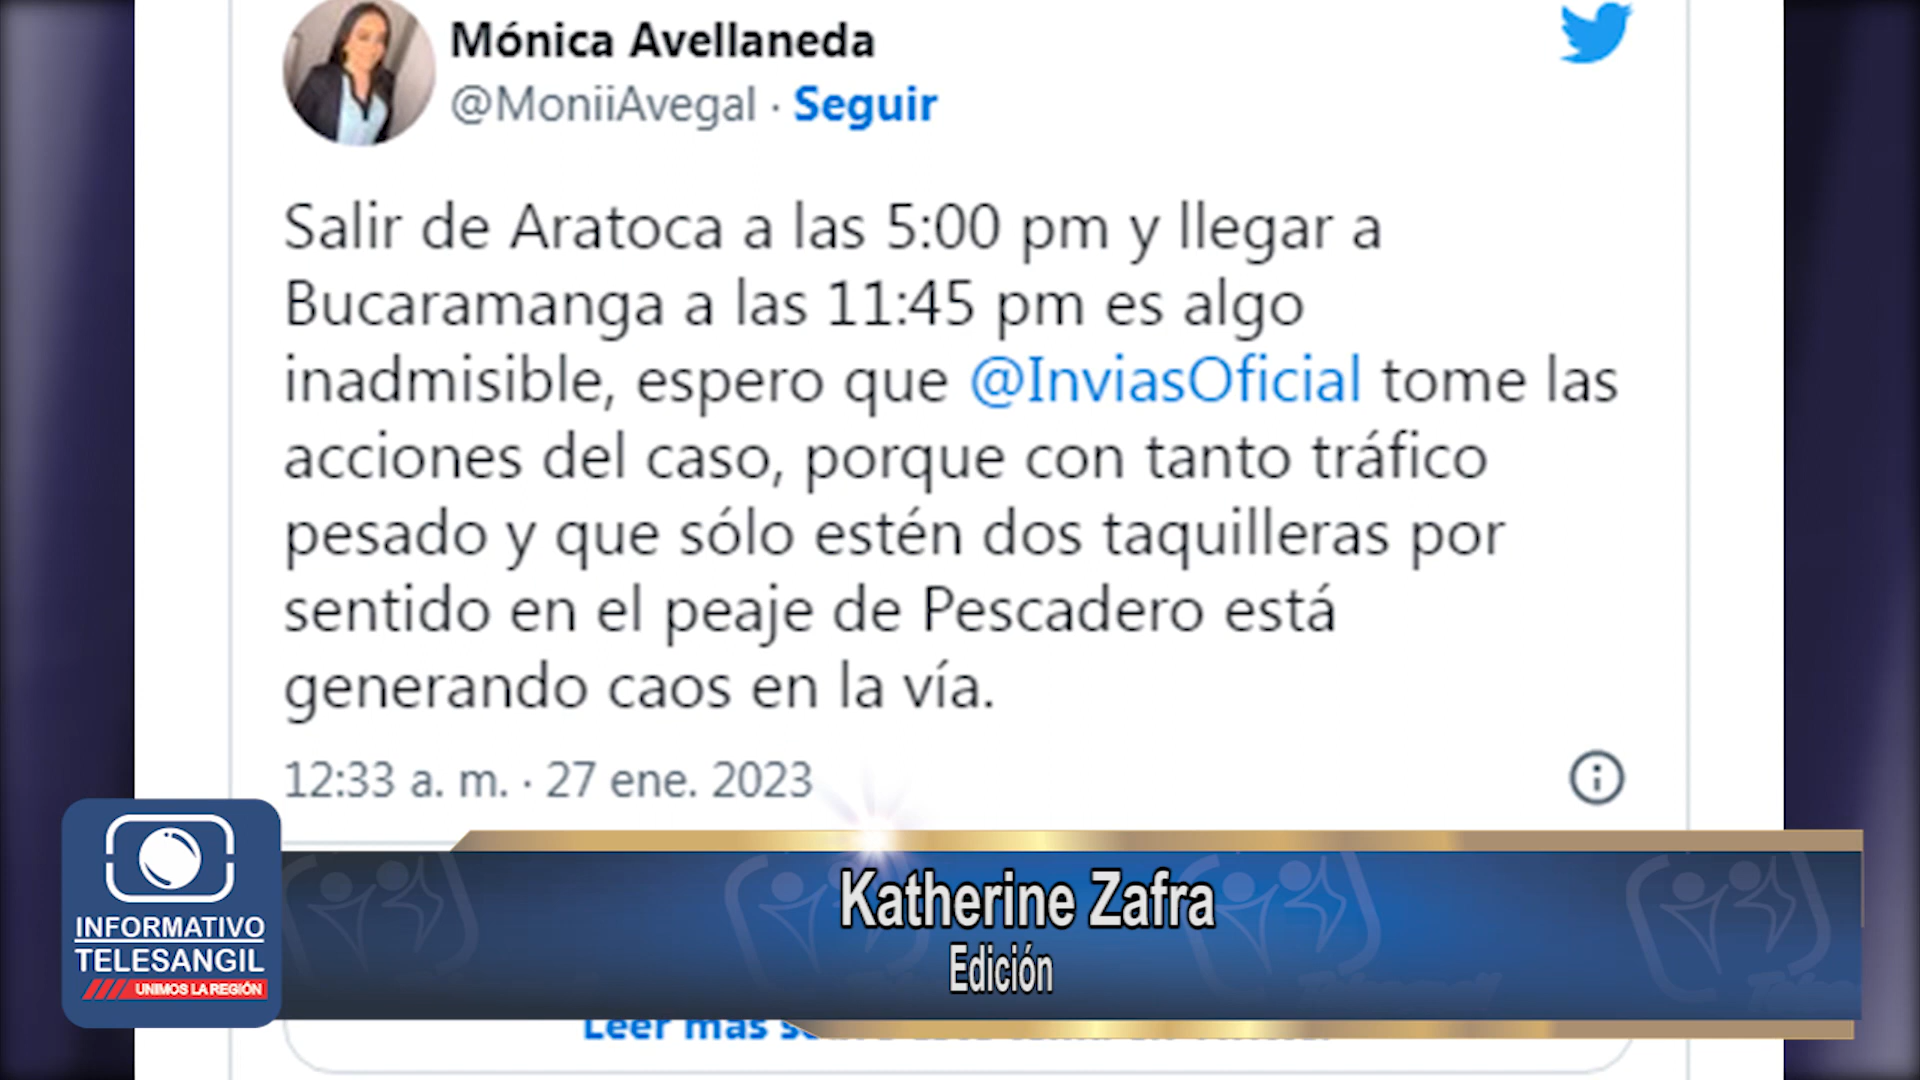 Mónica Avellaneda
@MoniiAvegal · Seguir
Salir de Aratoca a las 5:00 pm y llegar a
Bucaramanga a las 11:45 pm es algo
inadmisible, espero que @InviasOficial tome las
acciones del caso, porque con tanto tráfico
pesado y que sólo estén dos taquilleras por
sentido en el peaje de Pescadero está
generando caos en la vía.
12:33 a. m. · 27 ene. 2023
Katherine Zafra
Edición
INFORMATIVO
TELESANGIL
UNIMOS LA REGIÓN
Leer más